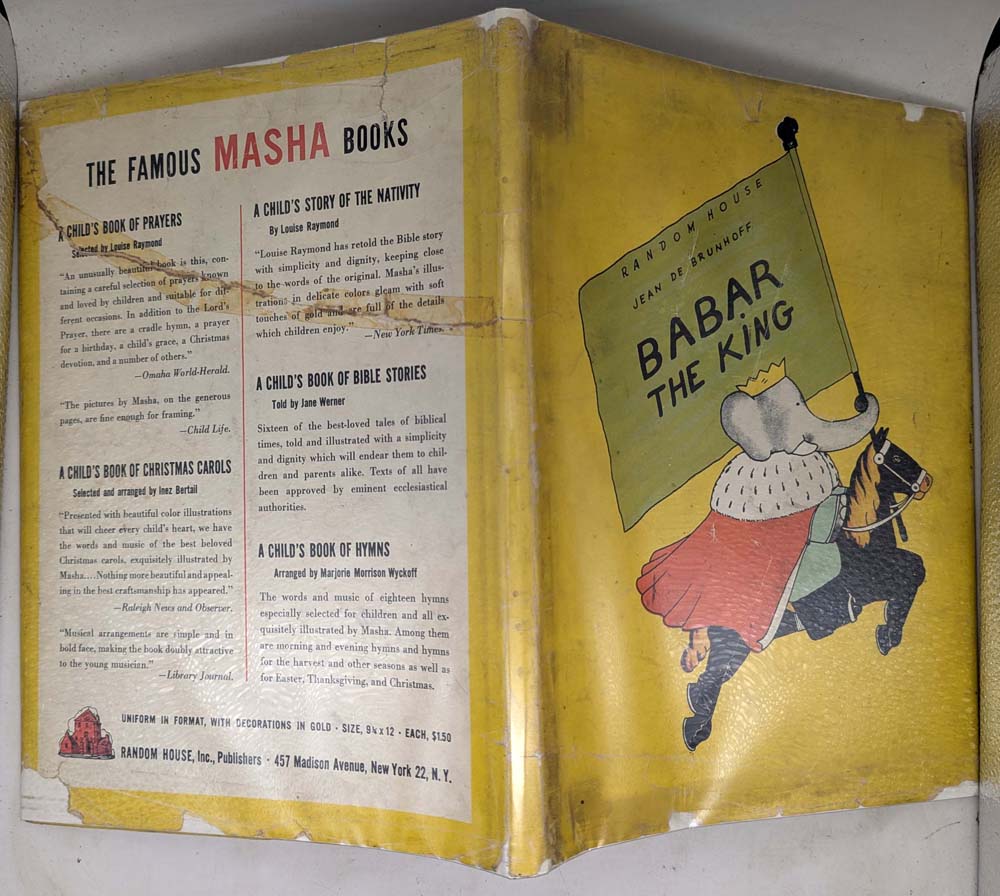 THE FAMOUS MASHA BOOKS
A CHILD'S BOOK OF PRAYERS
Selected by Louise Raymond
"An unusually beautiful book is this, con-
taining a careful selection of prayers known
and loved by children and suitable for dif-
ferent occasions. In addition to the Lord's
Prayer, there are a cradle hymn, a prayer
for a birthday, a child's grace, a Christmas
devotion, and a number of others."
—Omaha World-Herald.
"The pictures by Masha, on the generous
pages, are fine enough for framing."
—Child Life.
A CHILD'S BOOK OF CHRISTMAS CAROLS
Selected and arranged by Inez Bertail
"Presented with beautiful color illustrations
that will cheer every child's heart, we have
the words and music of the best beloved
Christmas carols, exquisitely illustrated by
Masha....Nothing more beautiful and appeal-
ing in the best craftsmanship has appeared."
—Raleigh News and Observer.
"Musical arrangements are simple and in
bold face, making the book doubly attractive
to the young musician."
—Library Journal.
A CHILD'S STORY OF THE NATIVITY
By Louise Raymond
"Louise Raymond has retold the Bible story
with simplicity and dignity, keeping close
to the words of the original. Masha's illus-
trations in delicate colors gleam with soft
touches of gold and are full of the details
which children enjoy."
—New York Times.
A CHILD'S BOOK OF BIBLE STORIES
Told by Jane Werner
Sixteen of the best-loved tales of biblical
times, told and illustrated with a simplicity
and dignity which will endear them to chil-
dren and parents alike. Texts of all have
been approved by eminent ecclesiastical
authorities.
A CHILD'S BOOK OF HYMNS
Arranged by Marjorie Morrison Wyckoff
The words and music of eighteen hymns
especially selected for children and all ex-
quisitely illustrated by Masha. Among them
are morning and evening hymns and hymns
for the harvest and other seasons as well as
for Easter, Thanksgiving, and Christmas.
UNIFORM IN FORMAT, WITH DECORATIONS IN GOLD · SIZE, 9¼ x 12 · EACH, $1.50
RANDOM HOUSE, Inc., Publishers · 457 Madison Avenue, New York 22, N. Y.
RANDOM HOUSE
JEAN DE BRUNHOFF
BABAR
THE KING